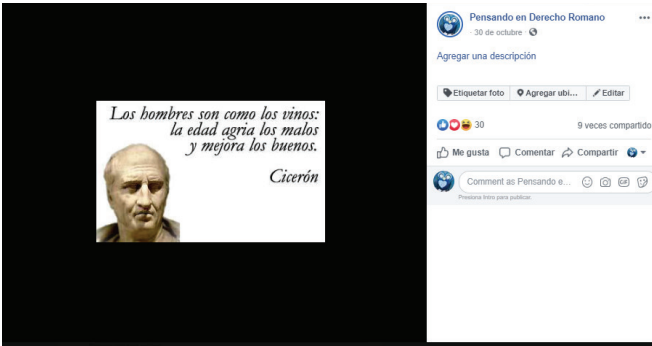 Los hombres son como los vinos:
la edad agria los malos
y mejora los buenos.
Cicerón
Pensando en Derecho Romano
· 30 de octubre ·
Agregar una descripción
Etiquetar foto
Agregar ubi...
Editar
30
9 veces compartido
Me gusta
Comentar
Compartir
Comment as Pensando e...
GIF
Presiona Intro para publicar.